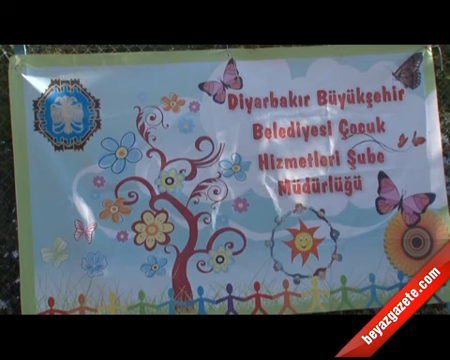 Diyarbakır Büyükşehir
Belediyesi Çocuk
Hizmetleri Şube
Müdürlüğü
beyazgazete.com